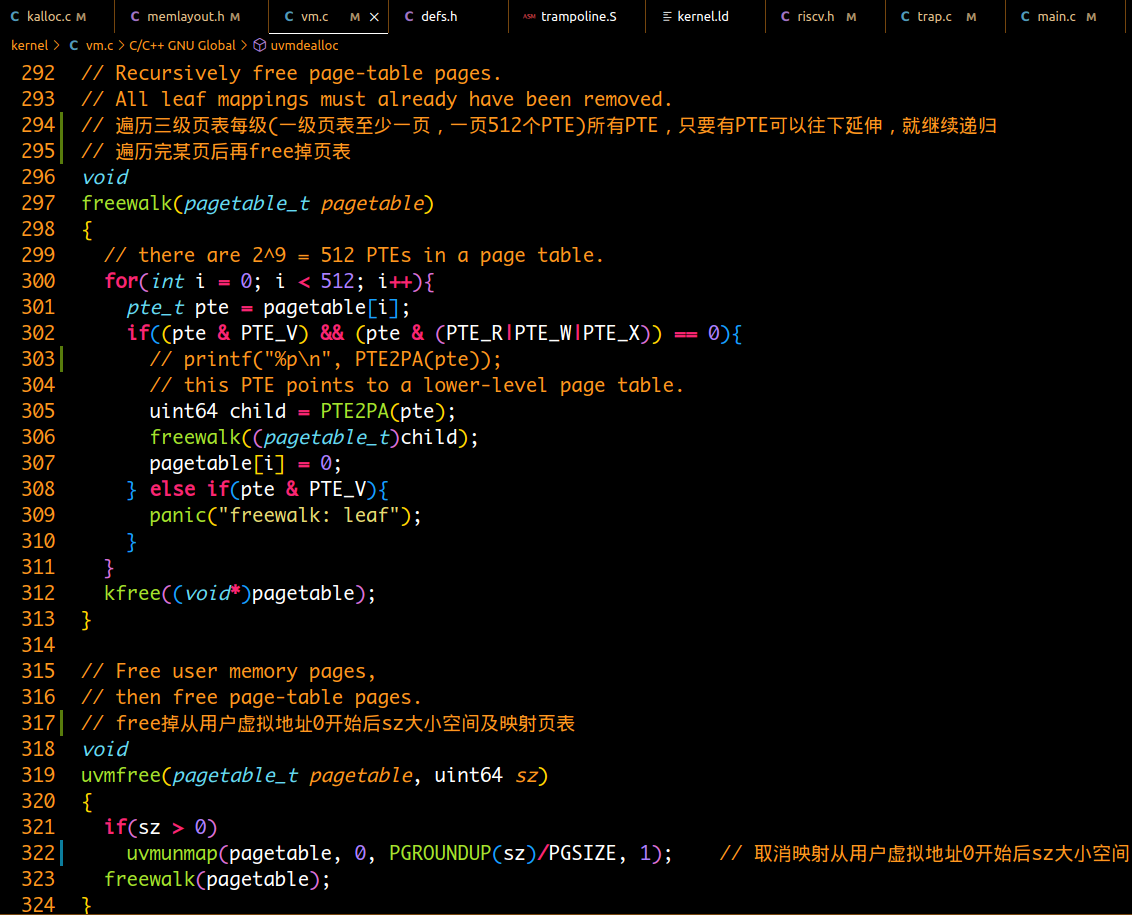 C kalloc.c M C memlayout.h M C vm.c M × C defs.h ASM trampoline.S kernel.ld C riscv.h M C trap.c M C main.c M
kernel > C vm.c > C/C++ GNU Global > uvmdealloc
292 // Recursively free page-table pages.
293 // All leaf mappings must already have been removed.
294 // 遍历三级页表每级(一级页表至少一页，一页512个PTE)所有PTE，只要有PTE可以往下延伸，就继续递归
295 // 遍历完某页后再free掉页表
296 void
297 freewalk(pagetable_t pagetable)
298 {
299   // there are 2^9 = 512 PTEs in a page table.
300   for(int i = 0; i < 512; i++){
301     pte_t pte = pagetable[i];
302     if((pte & PTE_V) && (pte & (PTE_R|PTE_W|PTE_X)) == 0){
303       // printf("%p\n", PTE2PA(pte));
304       // this PTE points to a lower-level page table.
305       uint64 child = PTE2PA(pte);
306       freewalk((pagetable_t)child);
307       pagetable[i] = 0;
308     } else if(pte & PTE_V){
309       panic("freewalk: leaf");
310     }
311   }
312   kfree((void*)pagetable);
313 }
314
315 // Free user memory pages,
316 // then free page-table pages.
317 // free掉从用户虚拟地址0开始后sz大小空间及映射页表
318 void
319 uvmfree(pagetable_t pagetable, uint64 sz)
320 {
321   if(sz > 0)
322     uvmunmap(pagetable, 0, PGROUNDUP(sz)/PGSIZE, 1);    // 取消映射从用户虚拟地址0开始后sz大小空间
323   freewalk(pagetable);
324 }